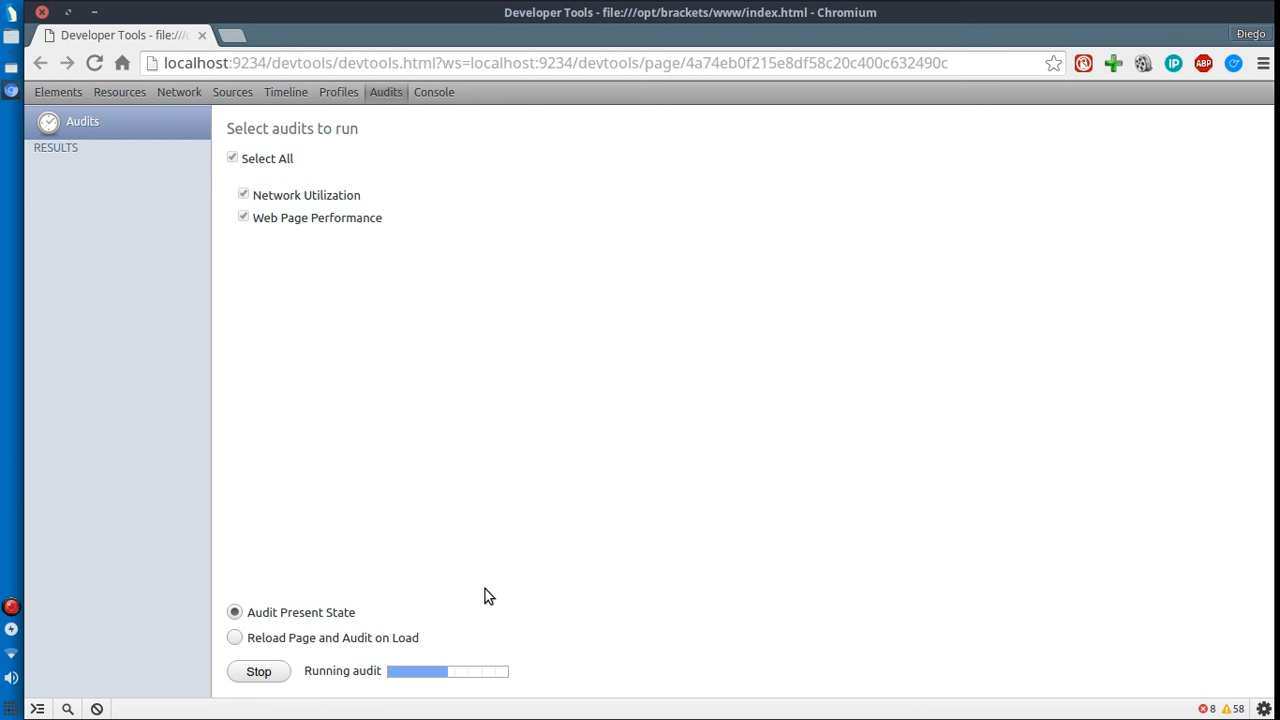 Developer Tools - file:///opt/brackets/www/index.html - Chromium
Developer Tools - file:///
Diego
localhost:9234/devtools/devtools.html?ws=localhost:9234/devtools/page/4a74eb0f215e8df58c20c400c632490c
IP
ABP
Elements Resources Network Sources Timeline Profiles Audits Console
Audits
RESULTS
Select audits to run
Select All
Network Utilization
Web Page Performance
Audit Present State
Reload Page and Audit on Load
Stop Running audit
8 58